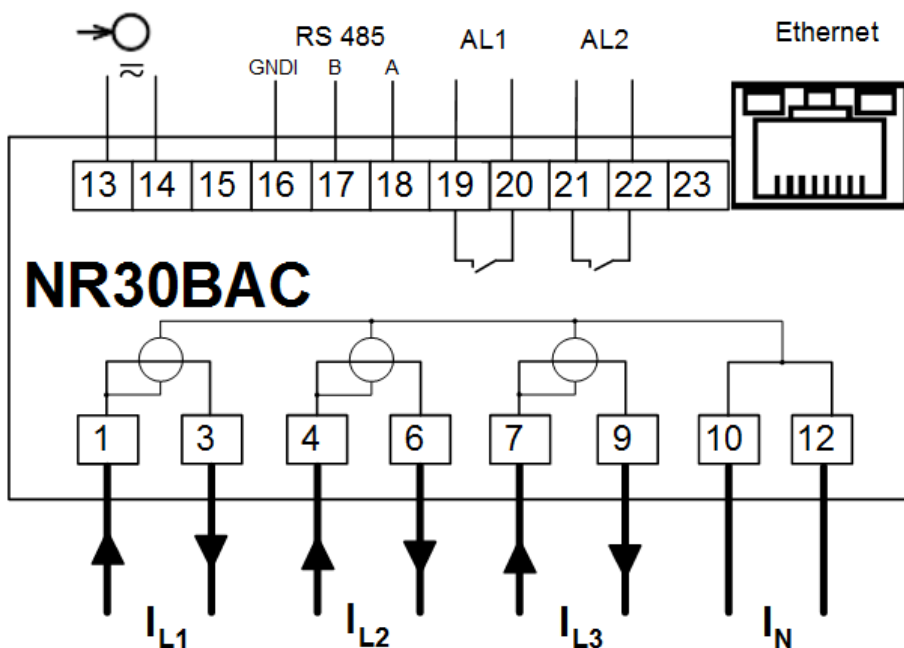 RS 485 AL1 AL2 Ethernet
GNDI B A
13 14 15 16 17 18 19 20 21 22 23
NR30BAC
1 3 4 6 7 9 10 12
IL1 IL2 IL3 IN